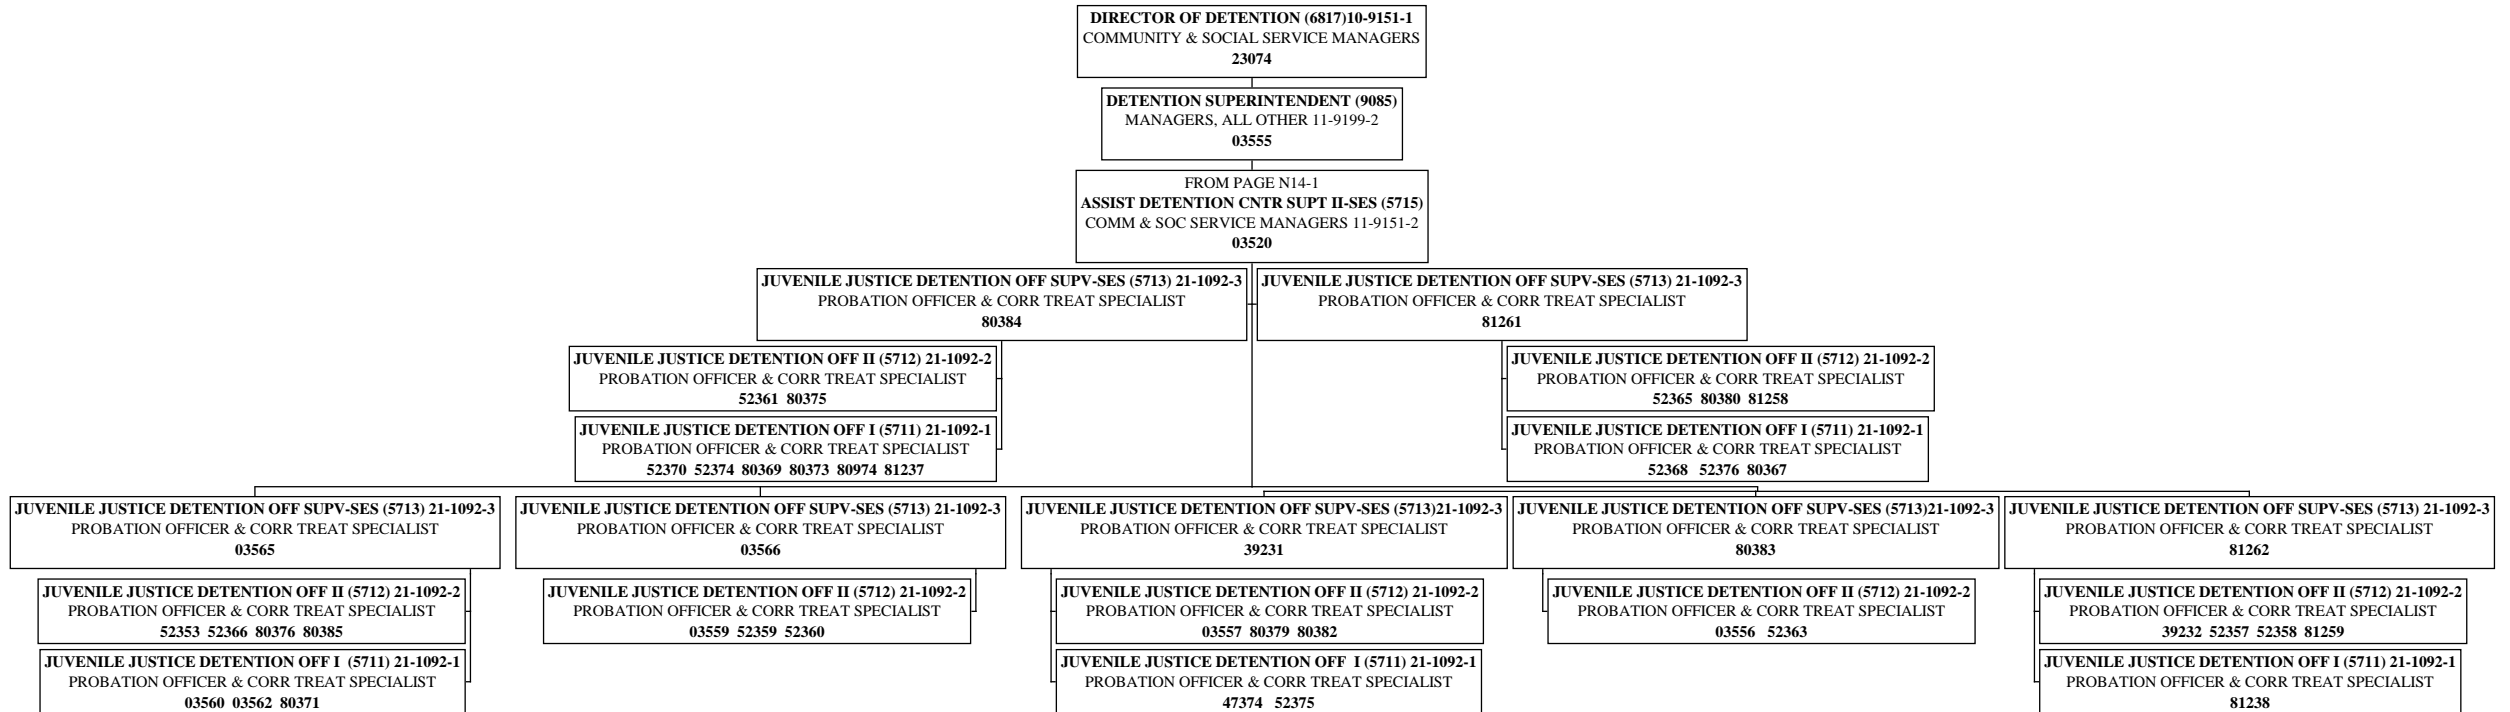 DIRECTOR OF DETENTION (6817)10-9151-1
COMMUNITY & SOCIAL SERVICE MANAGERS
23074
DETENTION SUPERINTENDENT (9085)
MANAGERS, ALL OTHER 11-9199-2
03555
FROM PAGE N14-1
ASSIST DETENTION CNTR SUPT II-SES (5715)
COMM & SOC SERVICE MANAGERS 11-9151-2
03520
JUVENILE JUSTICE DETENTION OFF SUPV-SES (5713) 21-1092-3
PROBATION OFFICER & CORR TREAT SPECIALIST
80384
JUVENILE JUSTICE DETENTION OFF SUPV-SES (5713) 21-1092-3
PROBATION OFFICER & CORR TREAT SPECIALIST
81261
JUVENILE JUSTICE DETENTION OFF II (5712) 21-1092-2
PROBATION OFFICER & CORR TREAT SPECIALIST
52361 80375
JUVENILE JUSTICE DETENTION OFF I (5711) 21-1092-1
PROBATION OFFICER & CORR TREAT SPECIALIST
52370 52374 80369 80373 80974 81237
JUVENILE JUSTICE DETENTION OFF II (5712) 21-1092-2
PROBATION OFFICER & CORR TREAT SPECIALIST
52365 80380 81258
JUVENILE JUSTICE DETENTION OFF I (5711) 21-1092-1
PROBATION OFFICER & CORR TREAT SPECIALIST
52368 52376 80367
JUVENILE JUSTICE DETENTION OFF SUPV-SES (5713) 21-1092-3
PROBATION OFFICER & CORR TREAT SPECIALIST
03565
JUVENILE JUSTICE DETENTION OFF II (5712) 21-1092-2
PROBATION OFFICER & CORR TREAT SPECIALIST
52353 52366 80376 80385
JUVENILE JUSTICE DETENTION OFF I (5711) 21-1092-1
PROBATION OFFICER & CORR TREAT SPECIALIST
03560 03562 80371
JUVENILE JUSTICE DETENTION OFF SUPV-SES (5713) 21-1092-3
PROBATION OFFICER & CORR TREAT SPECIALIST
03566
JUVENILE JUSTICE DETENTION OFF II (5712) 21-1092-2
PROBATION OFFICER & CORR TREAT SPECIALIST
03559 52359 52360
JUVENILE JUSTICE DETENTION OFF SUPV-SES (5713)21-1092-3
PROBATION OFFICER & CORR TREAT SPECIALIST
39231
JUVENILE JUSTICE DETENTION OFF II (5712) 21-1092-2
PROBATION OFFICER & CORR TREAT SPECIALIST
03557 80379 80382
JUVENILE JUSTICE DETENTION OFF I (5711) 21-1092-1
PROBATION OFFICER & CORR TREAT SPECIALIST
47374 52375
JUVENILE JUSTICE DETENTION OFF SUPV-SES (5713)21-1092-3
PROBATION OFFICER & CORR TREAT SPECIALIST
80383
JUVENILE JUSTICE DETENTION OFF II (5712) 21-1092-2
PROBATION OFFICER & CORR TREAT SPECIALIST
03556 52363
JUVENILE JUSTICE DETENTION OFF SUPV-SES (5713) 21-1092-3
PROBATION OFFICER & CORR TREAT SPECIALIST
81262
JUVENILE JUSTICE DETENTION OFF II (5712) 21-1092-2
PROBATION OFFICER & CORR TREAT SPECIALIST
39232 52357 52358 81259
JUVENILE JUSTICE DETENTION OFF I (5711) 21-1092-1
PROBATION OFFICER & CORR TREAT SPECIALIST
81238